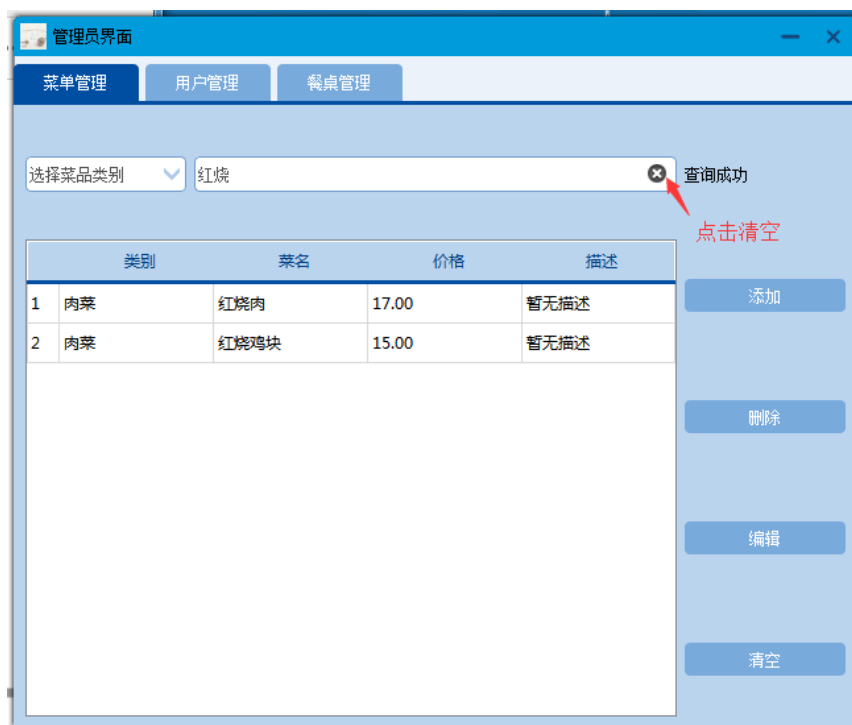 管理员界面
菜单管理 用户管理 餐桌管理
选择菜品类别 红烧 查询成功
点击清空
类别 菜名 价格 描述
1 肉菜 红烧肉 17.00 暂无描述
2 肉菜 红烧鸡块 15.00 暂无描述
添加
删除
编辑
清空